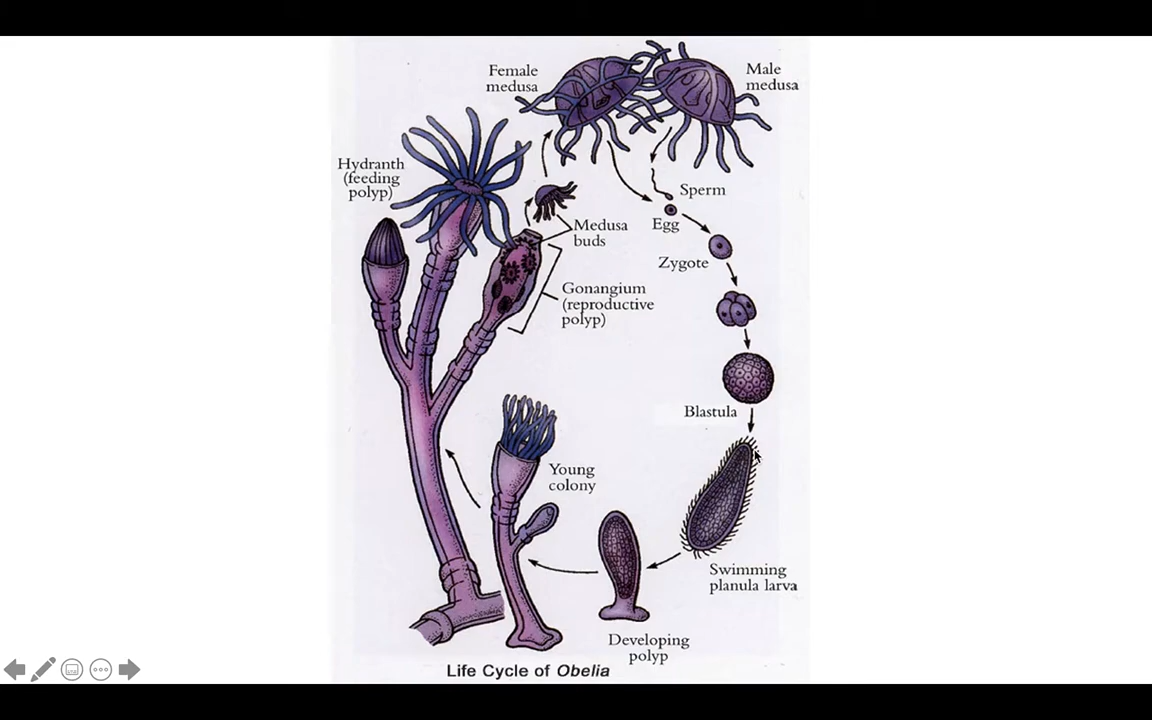 Female
medusa
Male
medusa
Hydranth
(feeding
polyp)
Sperm
Egg
Medusa
buds
Zygote
Gonangium
(reproductive
polyp)
Blastula
Young
colony
Swimming
planula larva
Developing
polyp
Life Cycle of Obelia